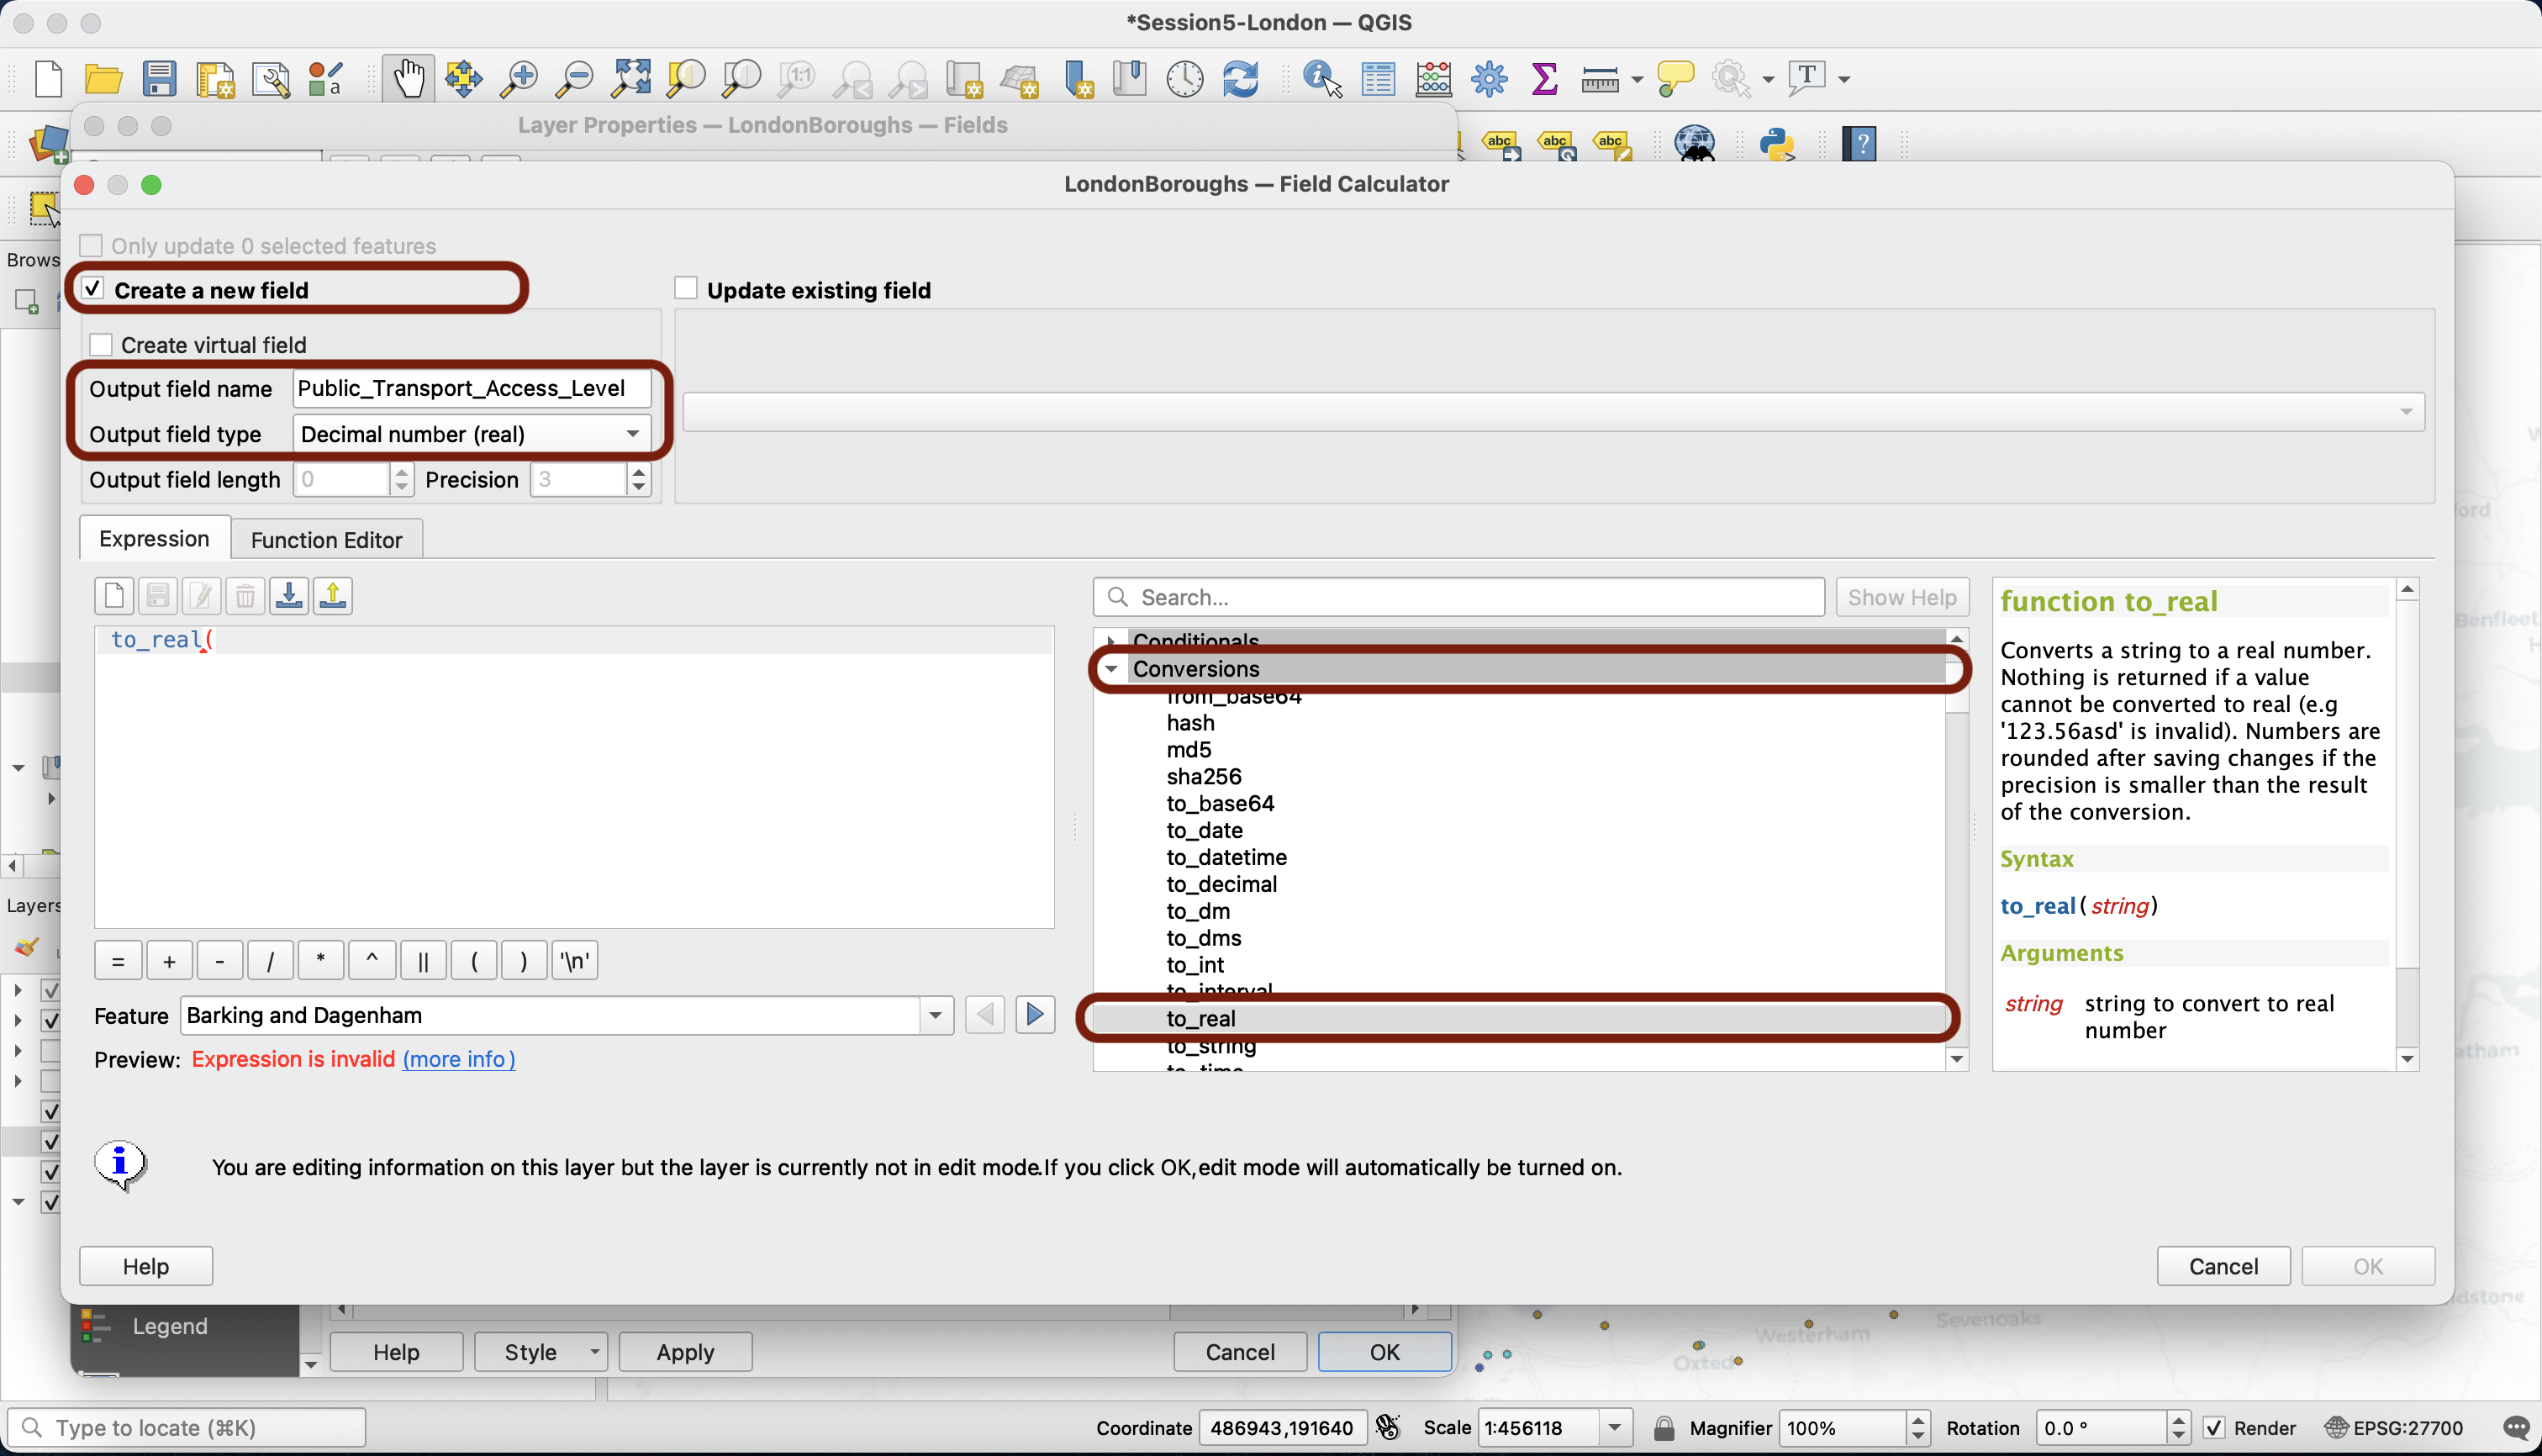 *Session5-London — QGIS
1:1
a
T
Layer Properties — LondonBoroughs — Fields
abc
abc
abc
?
LondonBoroughs — Field Calculator
Only update 0 selected features
Brows
Create a new field
Update existing field
Create virtual field
Output field name Public_Transport_Access_Level
Output field type Decimal number (real)
Output field length 0 Precision 3
Expression Function Editor
Search...
Show Help
function to_real
to_real(
Conditionals
Conversions
from_base64
hash
md5
sha256
to_base64
to_date
to_datetime
to_decimal
to_dm
to_dms
to_int
to_interval
to_real
to_string
to_time
Converts a string to a real number.
Nothing is returned if a value
cannot be converted to real (e.g
'123.56asd' is invalid). Numbers are
rounded after saving changes if the
precision is smaller than the result
of the conversion.
Syntax
to_real(string)
Arguments
string string to convert to real
number
Layers
= + - / * ^ || ( ) '\n'
Feature Barking and Dagenham
Preview: Expression is invalid (more info)
You are editing information on this layer but the layer is currently not in edit mode.If you click OK,edit mode will automatically be turned on.
Help
Cancel OK
Legend
Help Style Apply Cancel OK
Benfleet
Sevenoaks
Westerham
Oxted
Type to locate (⌘K)
Coordinate 486943,191640 Scale 1:456118 Magnifier 100% Rotation 0.0 ° Render EPSG:27700